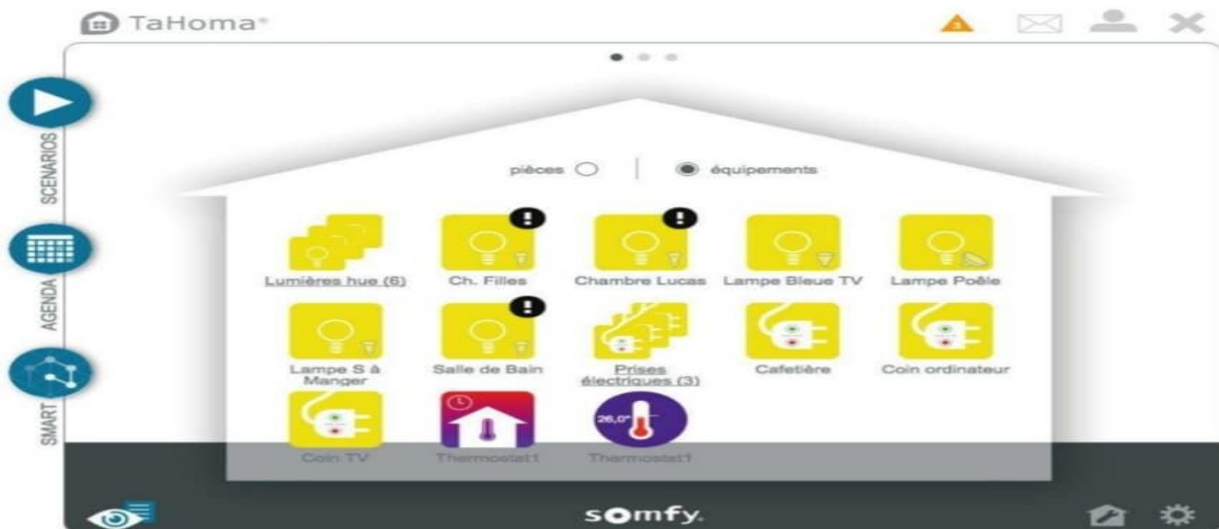 TaHoma®
3
SCENARIOS
AGENDA
SMART
pièces
équipements
Lumières hue (6)
Ch. Filles
Chambre Lucas
Lampe Bleue TV
Lampe Poêle
Lampe S à
Manger
Salle de Bain
Prises
électriques (3)
Cafetière
Coin ordinateur
Coin TV
Thermostat1
26,0°
Thermostat1
somfy.